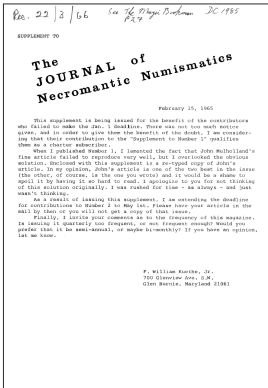 Rec. 22/3/66 See The Magic Bookman DC 1985
P27
SUPPLEMENT TO
The
JOURNAL of
Necromantic Numismatics
February 15, 1965
This supplement is being issued for the benefit of the contributors
who failed to make the Jan. 1 deadline. There was not too much notice
given, and in order to give them the benefit of the doubt, I am consider-
ing that their contribution to the "Supplement to Number 1" qualifies
them as a charter subscriber.
When I published Number 1, I lamented the fact that John Mulholland's
fine article failed to reproduce very well, but I overlooked the obvious
solution. Enclosed with this supplement is a re-typed copy of John's
article. In my opinion, John's article is one of two best in the issue
(the other, of course, is the one you wrote) and it would be a shame to
spoil it by having it so hard to read. I apologize to you for not thinking
of this solution originally. I was rushed for time - as always - and just
wasn't thinking.
As a result of issuing this supplement, I am extending the deadline
for contributions to Number 2 to May 1st. Please have your article in the
mail by then or you will not get a copy of that issue.
Finally, I invite your comments as to the frequency of this magazine.
Is issuing it quarterly too frequent, or not frequent enough? Would you
prefer that it be semi-annual, or maybe bi-monthly? If you have an opinion,
let me know.
F. William Kuethe, Jr.
700 Glenview Ave. S.W.
Glen Burnie, Maryland 21061